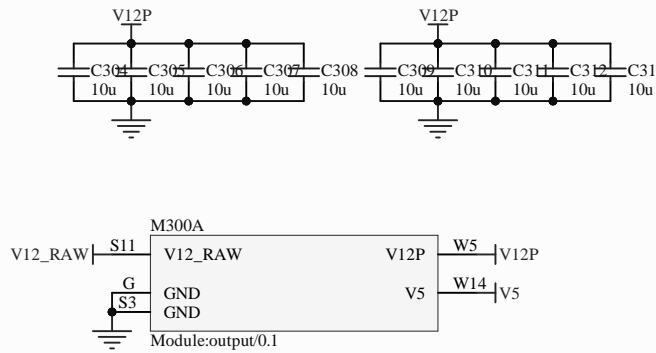 V12P V12P
C304 C305 C306 C307 C308 C309 C310 C311 C312 C31
10u 10u 10u 10u 10u 10u 10u 10u 10u 10u
M300A
V12_RAW S11 V12_RAW V12P W5 V12P
G GND V5 W14 V5
S3 GND
Module:output/0.1